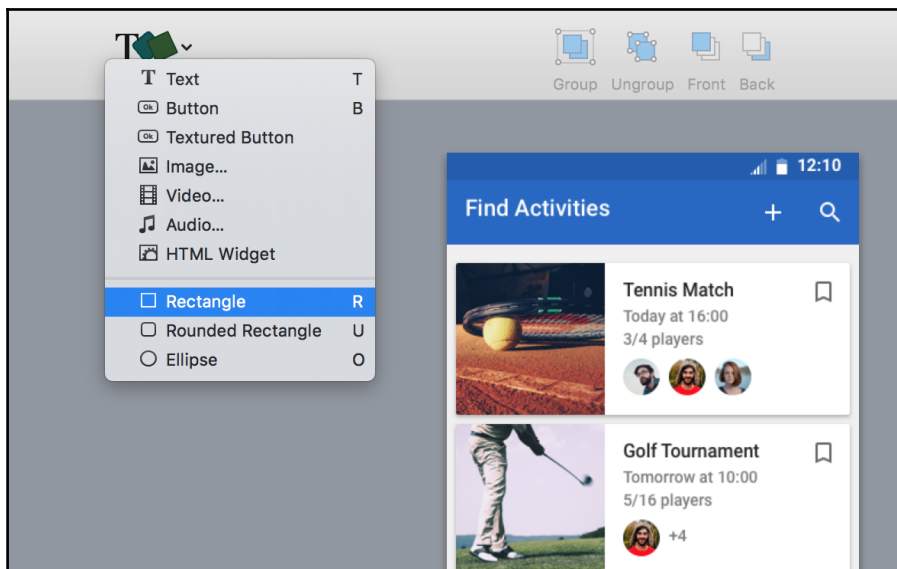 T
Group Ungroup Front Back
T Text T
Ok Button B
Ok Textured Button
Image...
Video...
Audio...
HTML Widget
Rectangle R
Rounded Rectangle U
Ellipse O
12:10
Find Activities
Tennis Match
Today at 16:00
3/4 players
Golf Tournament
Tomorrow at 10:00
5/16 players
+4